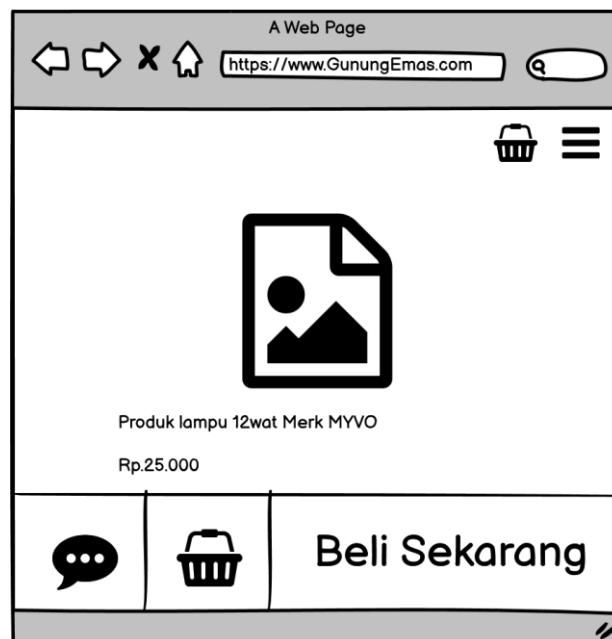 A Web Page
https://www.GunungEmas.com
Produk lampu 12wat Merk MYVO
Rp.25.000
Beli Sekarang